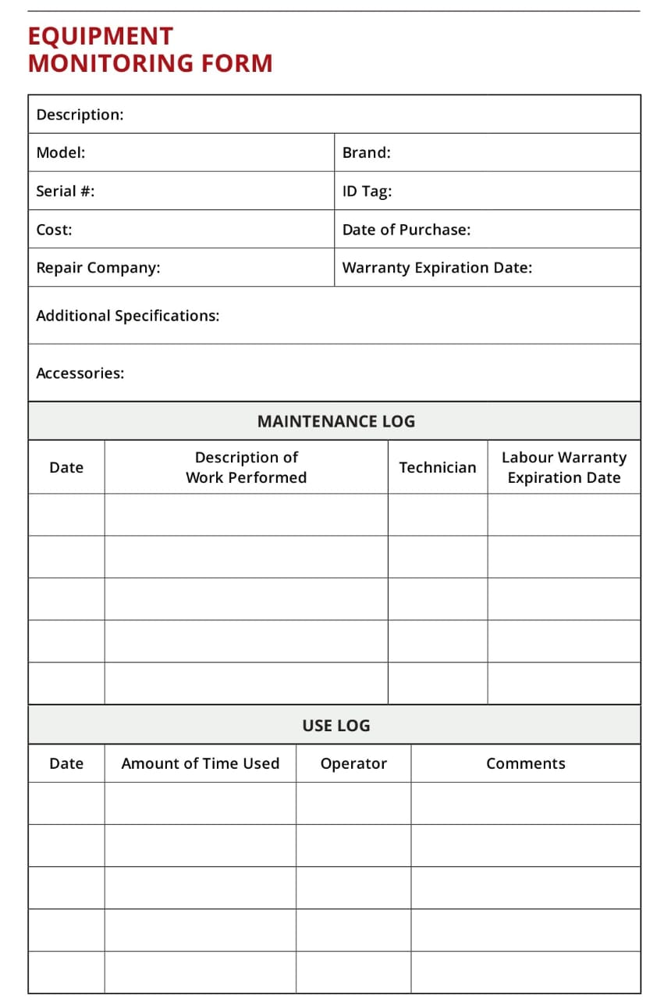 EQUIPMENT
MONITORING FORM
Description:
Model:
Brand:
Serial #:
ID Tag:
Cost:
Date of Purchase:
Repair Company:
Warranty Expiration Date:
Additional Specifications:
Accessories:
MAINTENANCE LOG
Date
Description of
Work Performed
Technician
Labour Warranty
Expiration Date
USE LOG
Date
Amount of Time Used
Operator
Comments